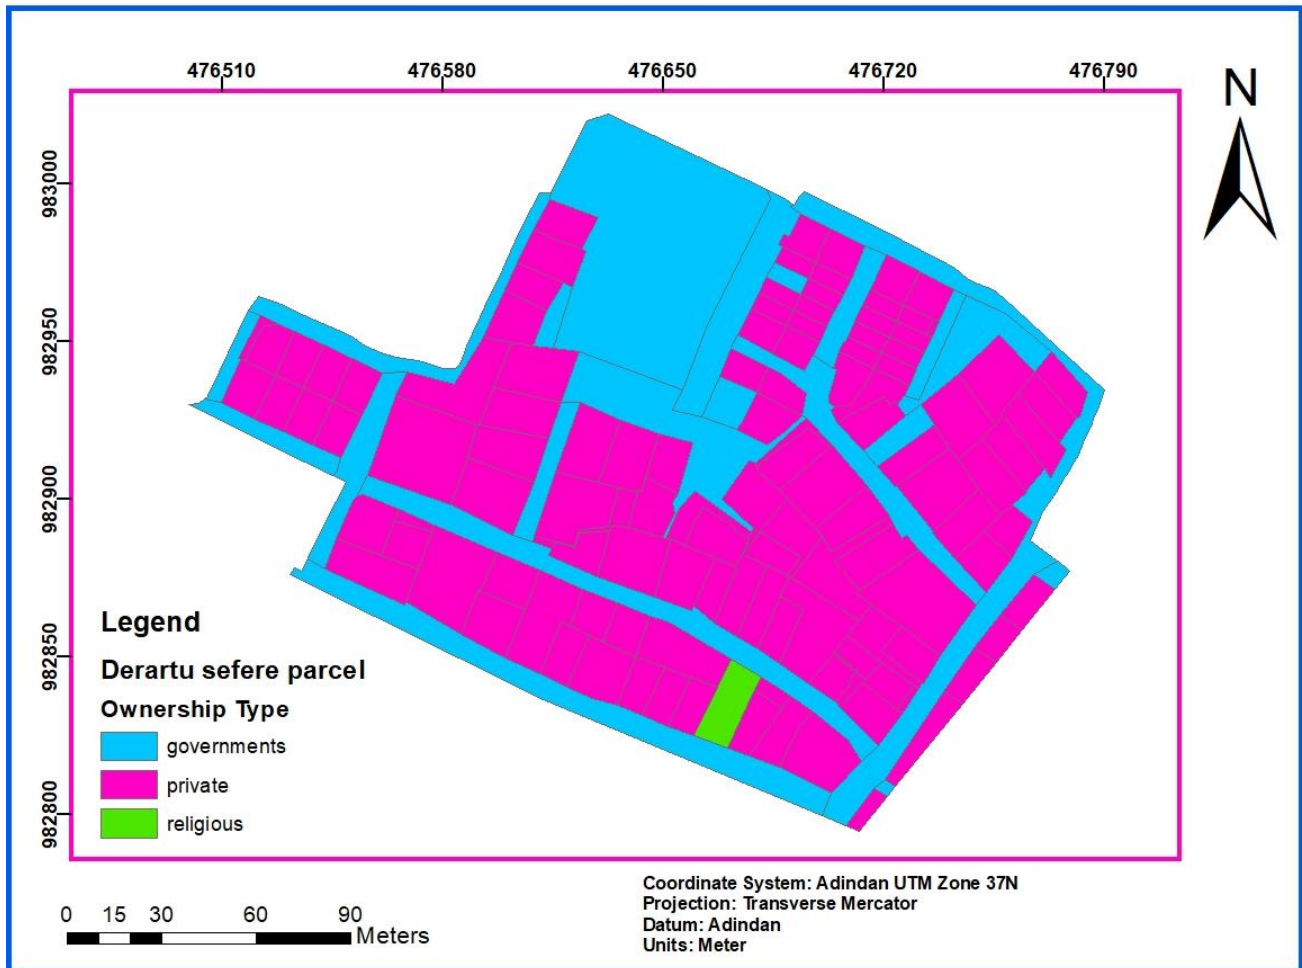 476510 476580 476650 476720 476790
N
983000
982950
982900
982850
982800
Legend
Derartu sefere parcel
Ownership Type
governments
private
religious
0 15 30 60 90
Meters
Coordinate System: Adindan UTM Zone 37N
Projection: Transverse Mercator
Datum: Adindan
Units: Meter